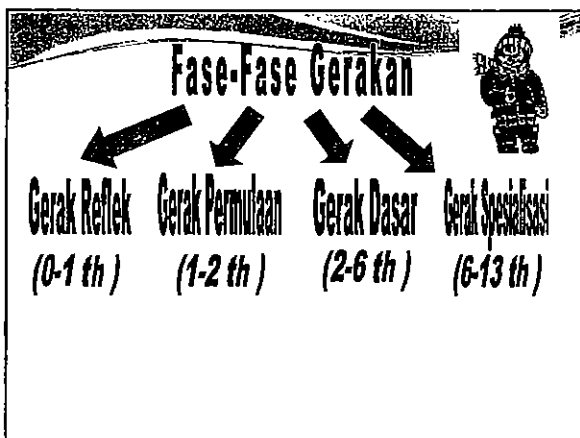 Fase-Fase Gerakan
Gerak Reflek Gerak Permulaan Gerak Dasar Gerak Spesialisasi
(0-1 th ) (1-2 th ) (2-6 th ) (6-13 th )